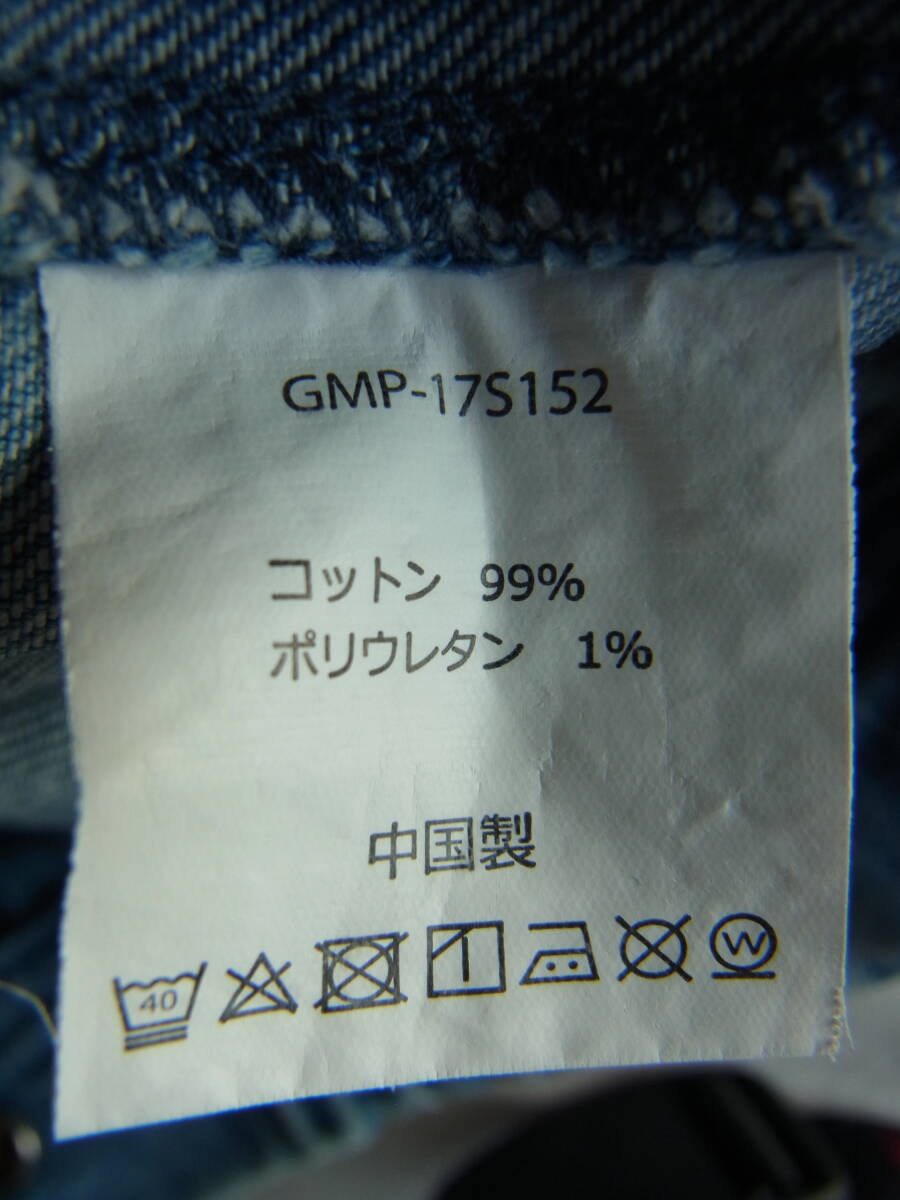 GMP-17S152
コットン 99%
ポリウレタン 1%
中国製
40 W